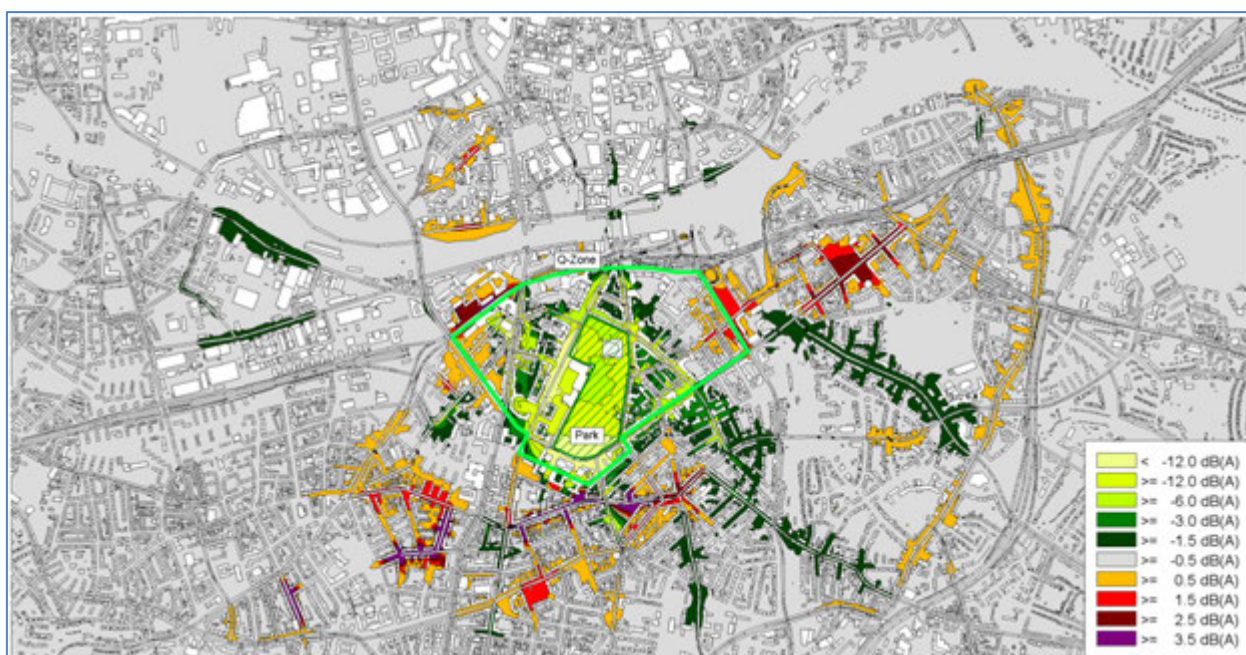 Q-Zone
Park
< -12.0 dB(A)
>= -12.0 dB(A)
>= -6.0 dB(A)
>= -3.0 dB(A)
>= -1.5 dB(A)
>= -0.5 dB(A)
>= 0.5 dB(A)
>= 1.5 dB(A)
>= 2.5 dB(A)
>= 3.5 dB(A)